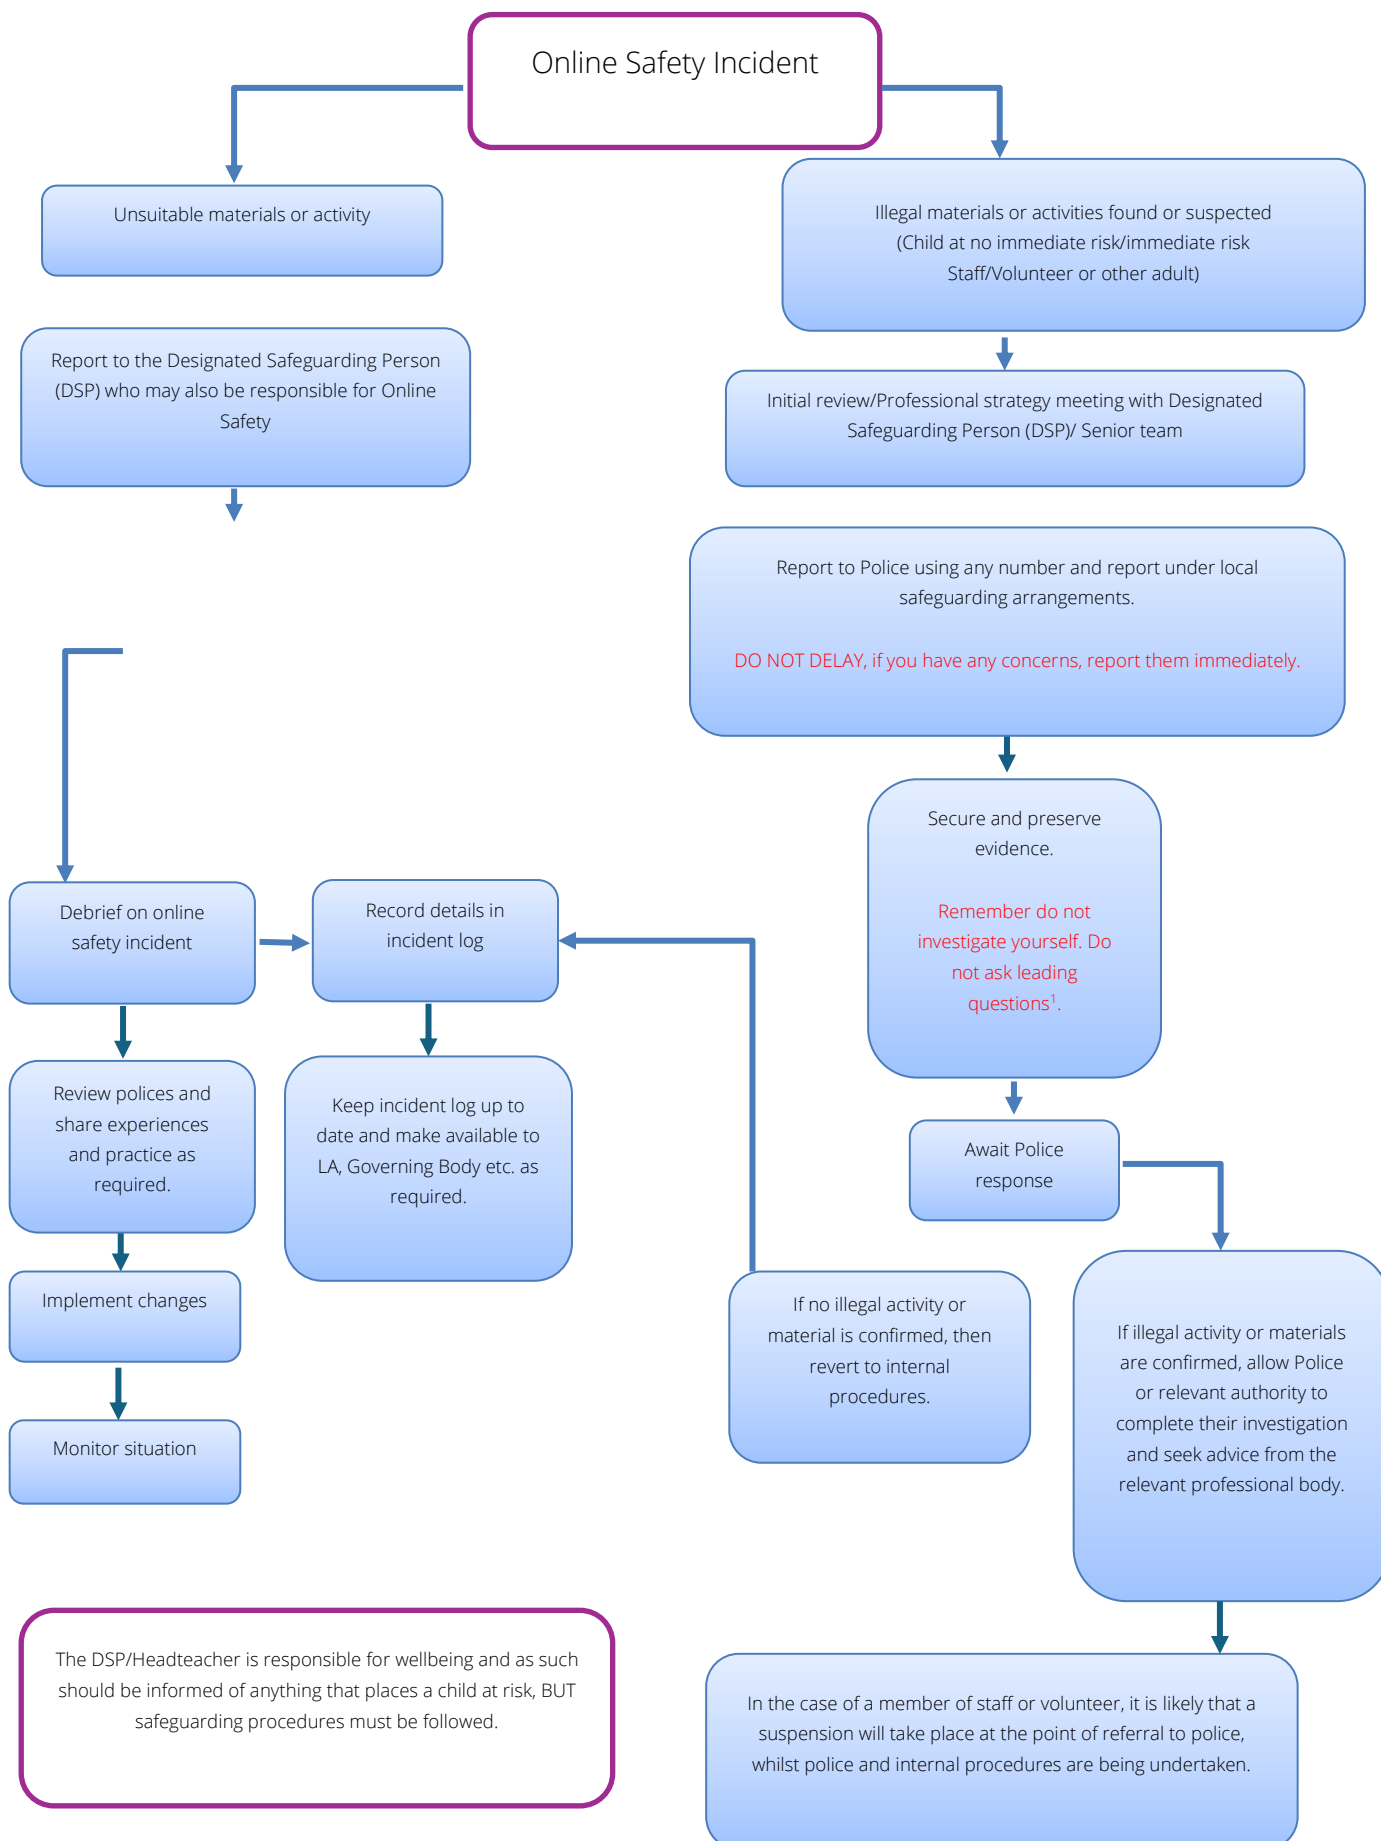 Online Safety Incident
Unsuitable materials or activity
Illegal materials or activities found or suspected
(Child at no immediate risk/immediate risk
Staff/Volunteer or other adult)
Report to the Designated Safeguarding Person
(DSP) who may also be responsible for Online
Safety
Initial review/Professional strategy meeting with Designated
Safeguarding Person (DSP)/ Senior team
Report to Police using any number and report under local
safeguarding arrangements.
DO NOT DELAY, if you have any concerns, report them immediately.
Secure and preserve
evidence.
Remember do not
investigate yourself. Do
not ask leading
questions¹.
Debrief on online
safety incident
Record details in
incident log
Review polices and
share experiences
and practice as
required.
Keep incident log up to
date and make available to
LA, Governing Body etc. as
required.
Await Police
response
Implement changes
If no illegal activity or
material is confirmed, then
revert to internal
procedures.
If illegal activity or materials
are confirmed, allow Police
or relevant authority to
complete their investigation
and seek advice from the
relevant professional body.
Monitor situation
The DSP/Headteacher is responsible for wellbeing and as such
should be informed of anything that places a child at risk, BUT
safeguarding procedures must be followed.
In the case of a member of staff or volunteer, it is likely that a
suspension will take place at the point of referral to police,
whilst police and internal procedures are being undertaken.